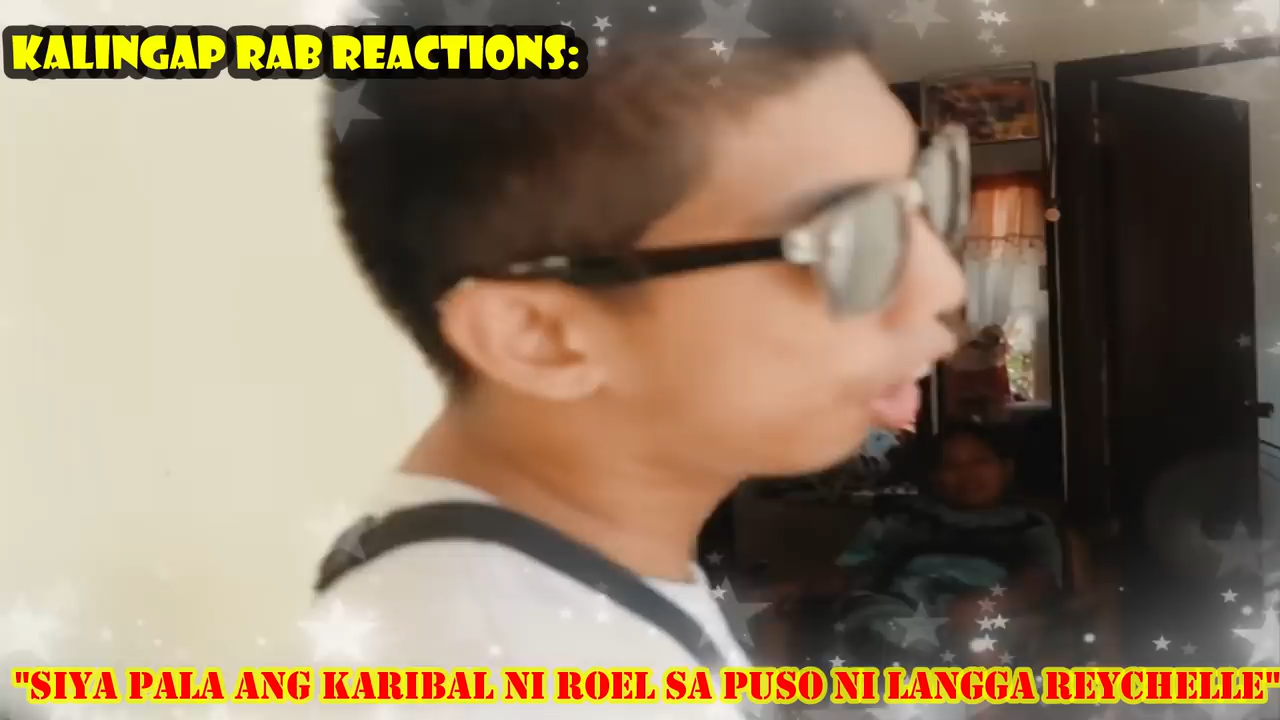 KALINGAP RAB REACTIONS:
"SIYA PALA ANG KARIBAL NI ROEL SA PUSO NI LANGGA REYCHELLE"